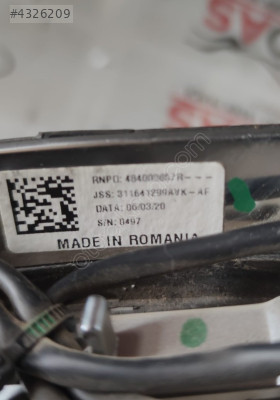 #4326209
RNPO: 484003657R---
JSS: 311641299AVK-AF
DATA: 06/03/20
S/N: 0497
MADE IN ROMANIA